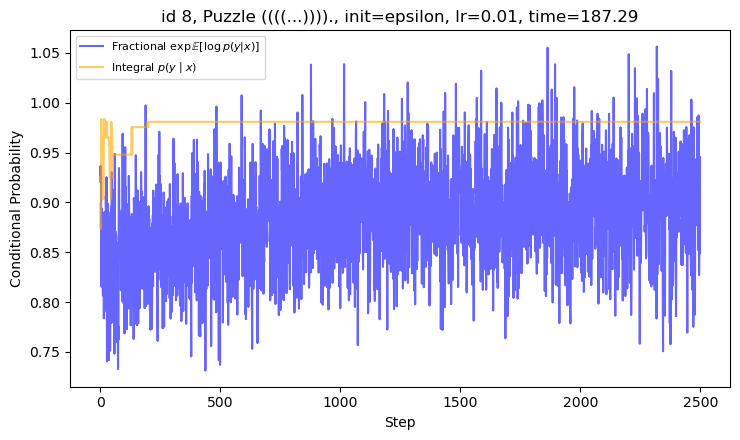 id 8, Puzzle ((((...))))., init=epsilon, lr=0.01, time=187.29
Fractional exp𝔼[log p(y|x)]
Integral p(y | x)
Conditional Probability
1.05
1.00
0.95
0.90
0.85
0.80
0.75
0
500
1000
1500
2000
2500
Step